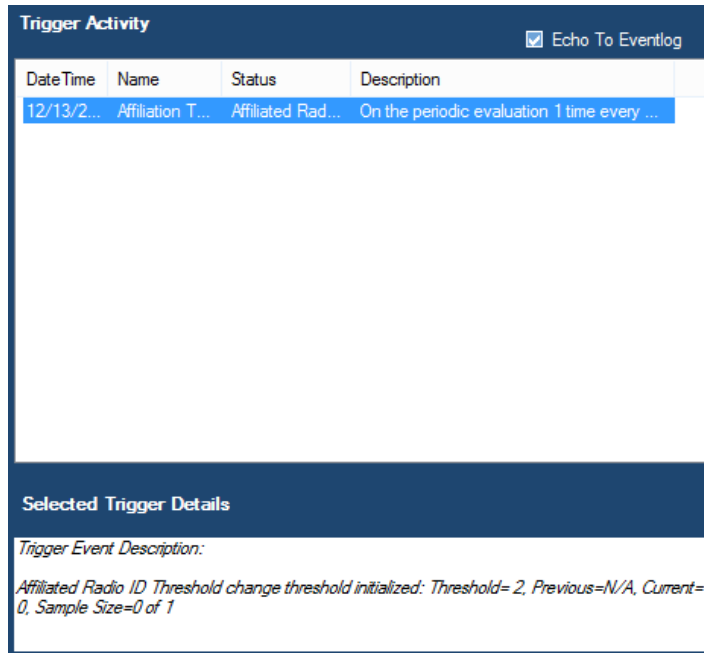 Trigger Activity
Echo To Eventlog
DateTime Name Status Description
12/13/2... Affiliation T... Affiliated Rad... On the periodic evaluation 1 time every ...
Selected Trigger Details
Trigger Event Description:
Affiliated Radio ID Threshold change threshold initialized: Threshold= 2, Previous=N/A, Current=
0, Sample Size=0 of 1